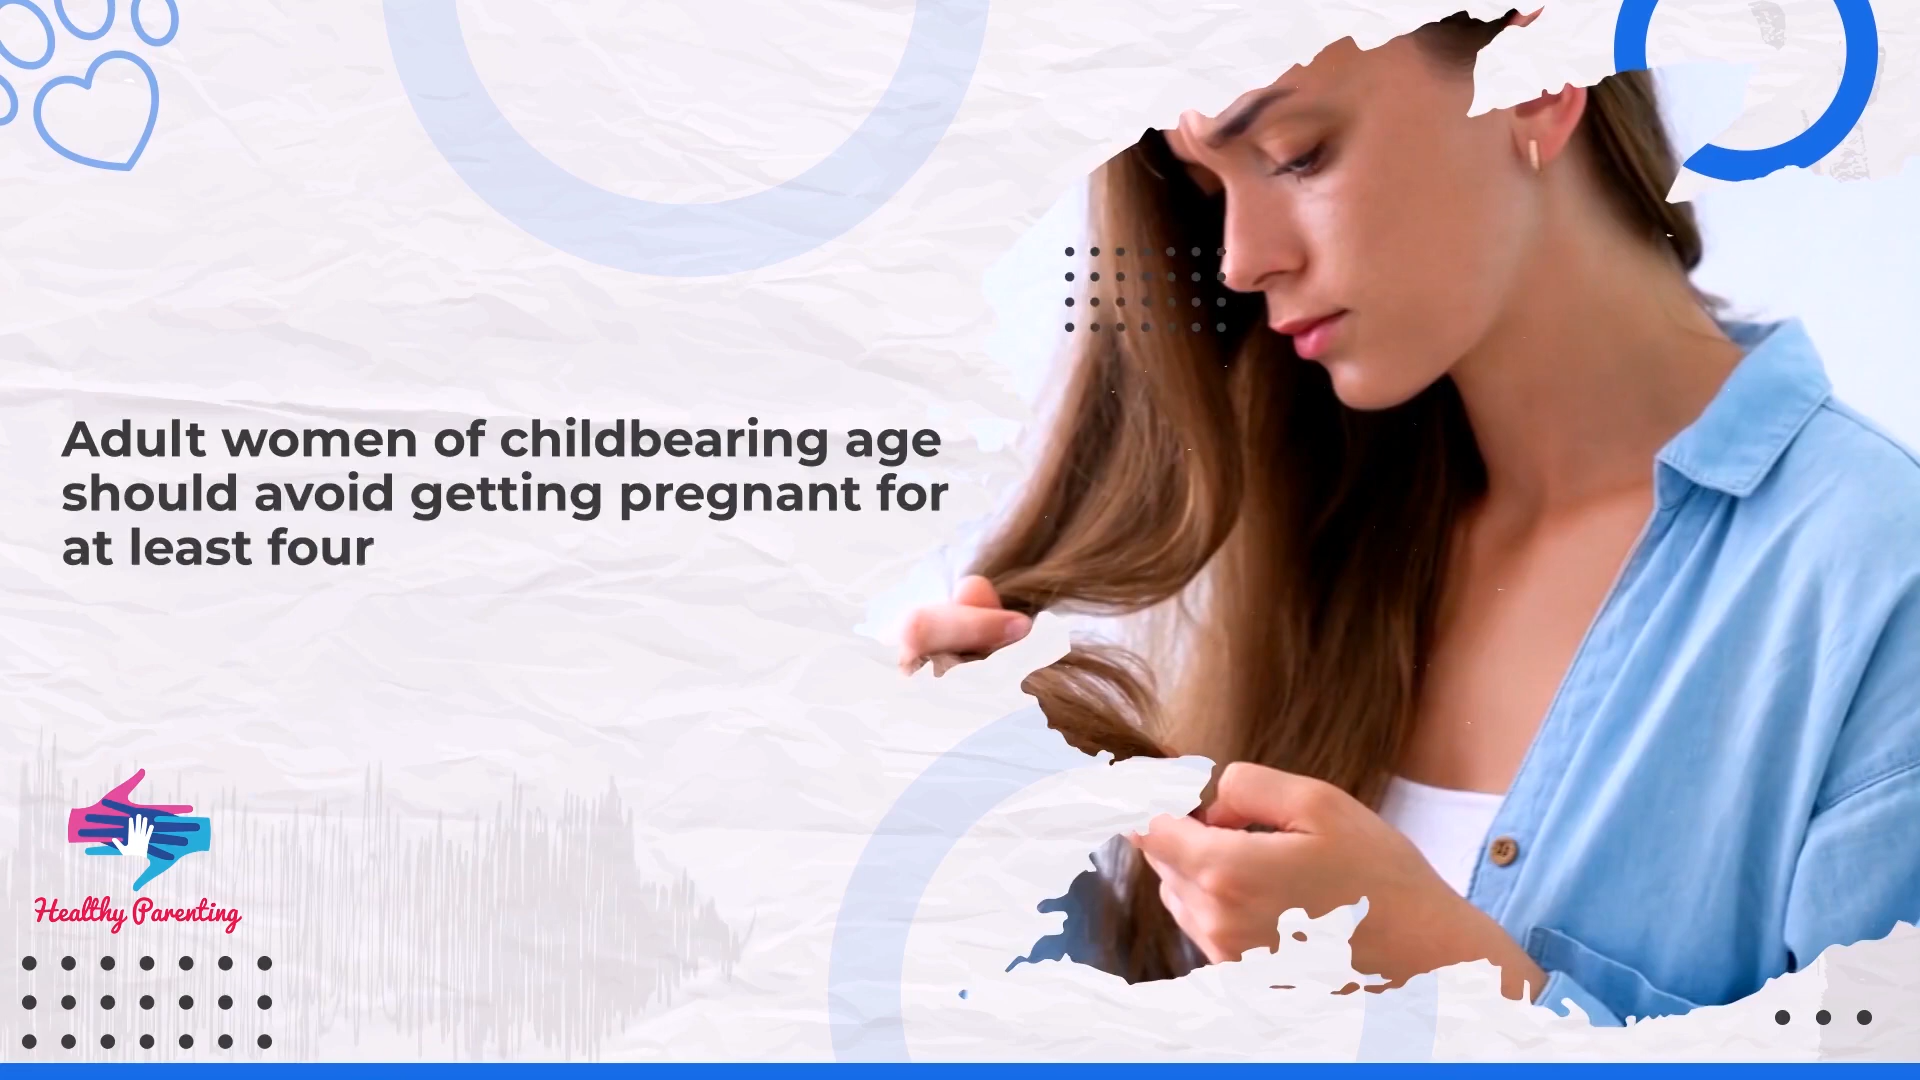 Adult women of childbearing age
should avoid getting pregnant for
at least four
Healthy Parenting